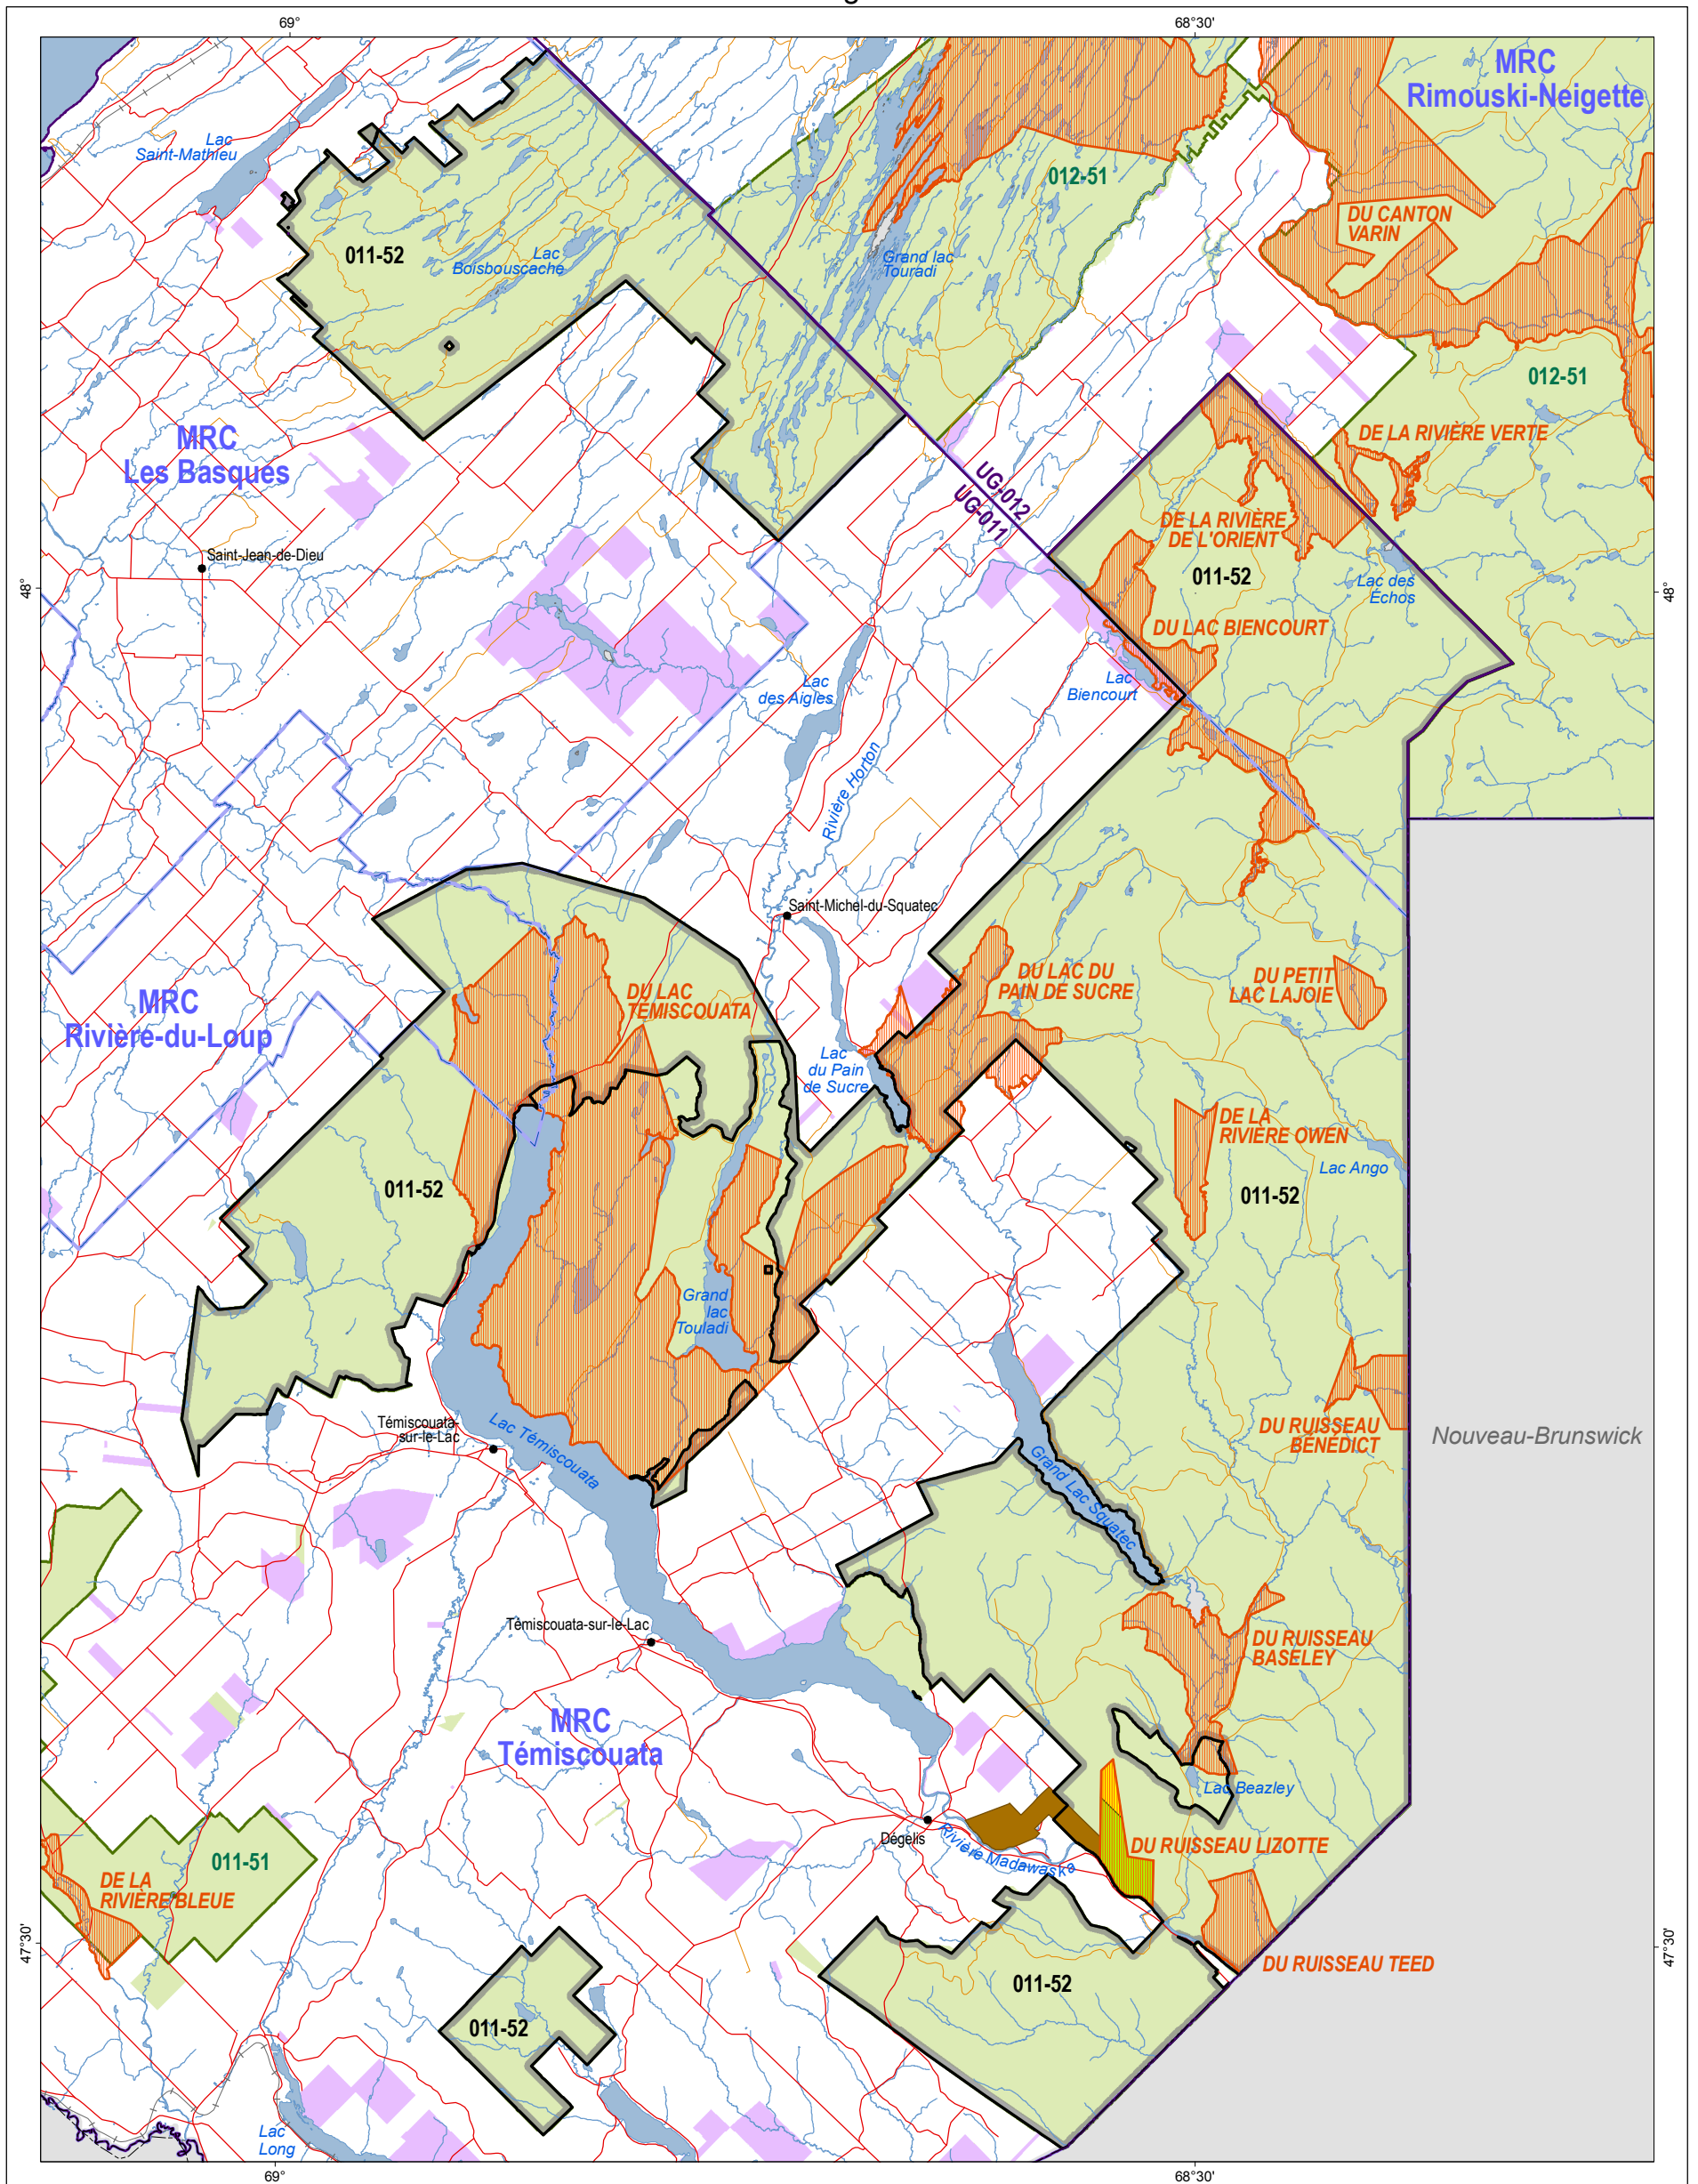 69°
68°30'
MRC
Rimouski-Neigette
Lac
Saint-Mathieu
012-51
DU CANTON
VARIN
011-52
Lac
Boisbouscache
Grand lac
Touradi
012-51
MRC
Les Basques
DE LA RIVIÈRE VERTE
UG-012
UG-011
DE LA RIVIÈRE
DE L'ORIENT
Saint-Jean-de-Dieu
011-52
Lac des
Échos
48°
48°
DU LAC BIENCOURT
Lac
des Aigles
Lac
Biencourt
Rivière Horton
Saint-Michel-du-Squatec
DU LAC DU
PAIN DE SUCRE
DU PETIT
LAC LAJOIE
DU LAC
TÉMISCOUATA
MRC
Rivière-du-Loup
Lac
du Pain
de Sucre
DE LA
RIVIÈRE OWEN
Lac Ango
011-52
011-52
Grand
lac
Touladi
Témiscouata-
sur-le-Lac
Lac Témiscouata
DU RUISSEAU
BÉNÉDICT
Nouveau-Brunswick
Grand Lac Squatec
Témiscouata-sur-le-Lac
DU RUISSEAU
BASELEY
MRC
Témiscouata
Lac Beazley
Dégelis
Rivière Madawaska
DU RUISSEAU LIZOTTE
011-51
DE LA
RIVIÈRE BLEUE
47°30'
47°30'
DU RUISSEAU TEED
011-52
011-52
Lac
Long
69°
68°30'